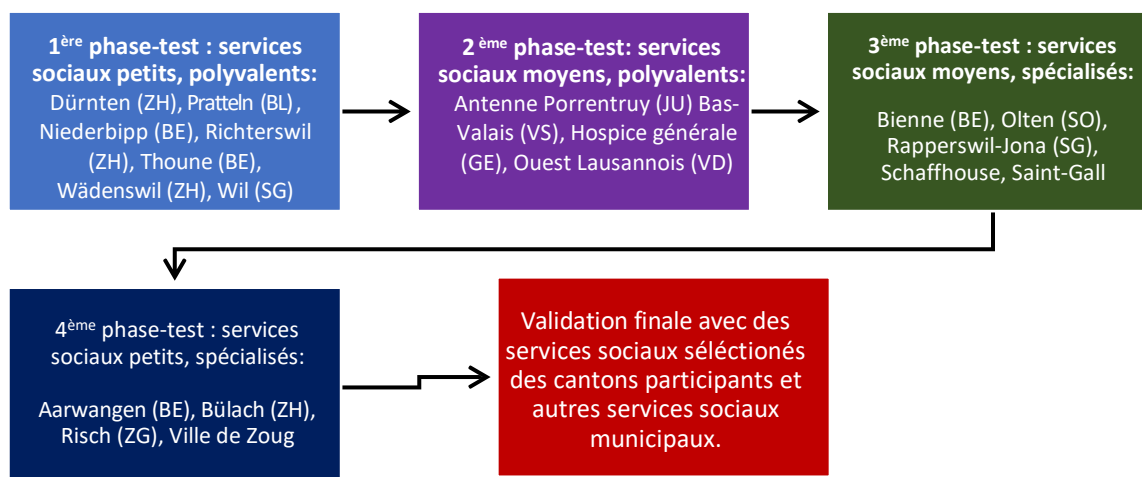 1ère phase-test : services
sociaux petits, polyvalents:
Dürnten (ZH), Pratteln (BL),
Niederbipp (BE), Richterswil
(ZH), Thoune (BE),
Wädenswil (ZH), Wil (SG)
2 ème phase-test: services
sociaux moyens, polyvalents:
Antenne Porrentruy (JU) Bas-
Valais (VS), Hospice générale
(GE), Ouest Lausannois (VD)
3ème phase-test : services
sociaux moyens, spécialisés:
Bienne (BE), Olten (SO),
Rapperswil-Jona (SG),
Schaffhouse, Saint-Gall
4ème phase-test : services
sociaux petits, spécialisés:
Aarwangen (BE), Bülach (ZH),
Risch (ZG), Ville de Zoug
Validation finale avec des
services sociaux séléctionés
des cantons participants et
autres services sociaux
municipaux.